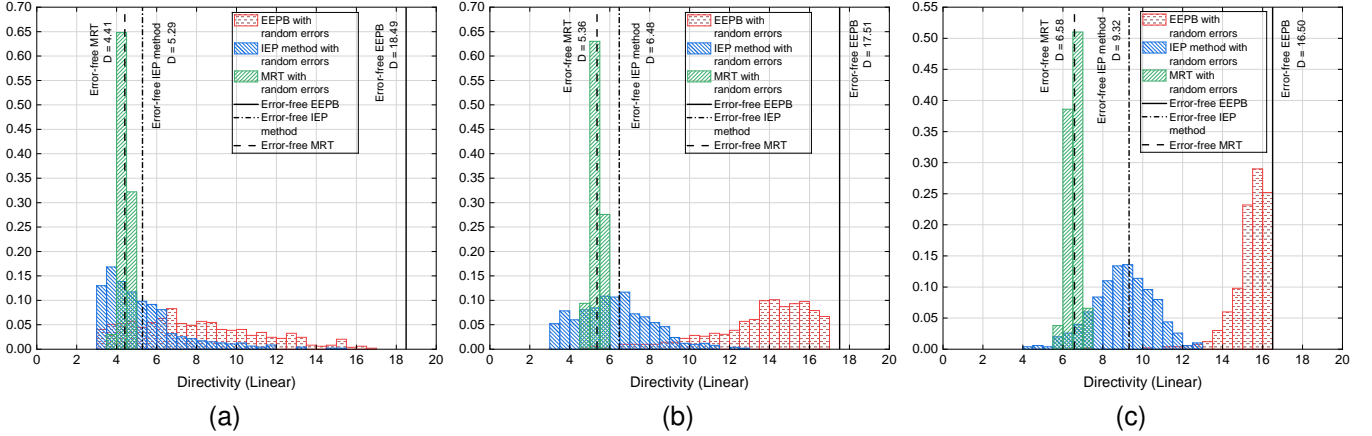 0.70
0.65
0.60
0.55
0.50
0.45
0.40
0.35
0.30
0.25
0.20
0.15
0.10
0.05
0.00
0 2 4 6 8 10 12 14 16 18 20
Directivity (Linear)
Error-free MRT
D = 4.41
Error-free IEP method
D = 5.29
Error-free EEPB
D = 18.49
EEPB with
random errors
IEP method with
random errors
MRT with
random errors
Error-free EEPB
Error-free IEP
method
Error-free MRT
(a)
0.70
0.65
0.60
0.55
0.50
0.45
0.40
0.35
0.30
0.25
0.20
0.15
0.10
0.05
0.00
0 2 4 6 8 10 12 14 16 18 20
Directivity (Linear)
Error-free MRT
D = 5.36
Error-free IEP method
D = 6.48
Error-free EEPB
D = 17.51
EEPB with
random errors
IEP method with
random errors
MRT with
random errors
Error-free EEPB
Error-free IEP
method
Error-free MRT
(b)
0.55
0.50
0.45
0.40
0.35
0.30
0.25
0.20
0.15
0.10
0.05
0.00
0 2 4 6 8 10 12 14 16 18 20
Directivity (Linear)
Error-free MRT
D = 6.58
Error-free IEP method
D = 9.32
Error-free EEPB
D = 16.50
EEPB with
random errors
IEP method with
random errors
MRT with
random errors
Error-free EEPB
Error-free IEP
method
Error-free MRT
(c)